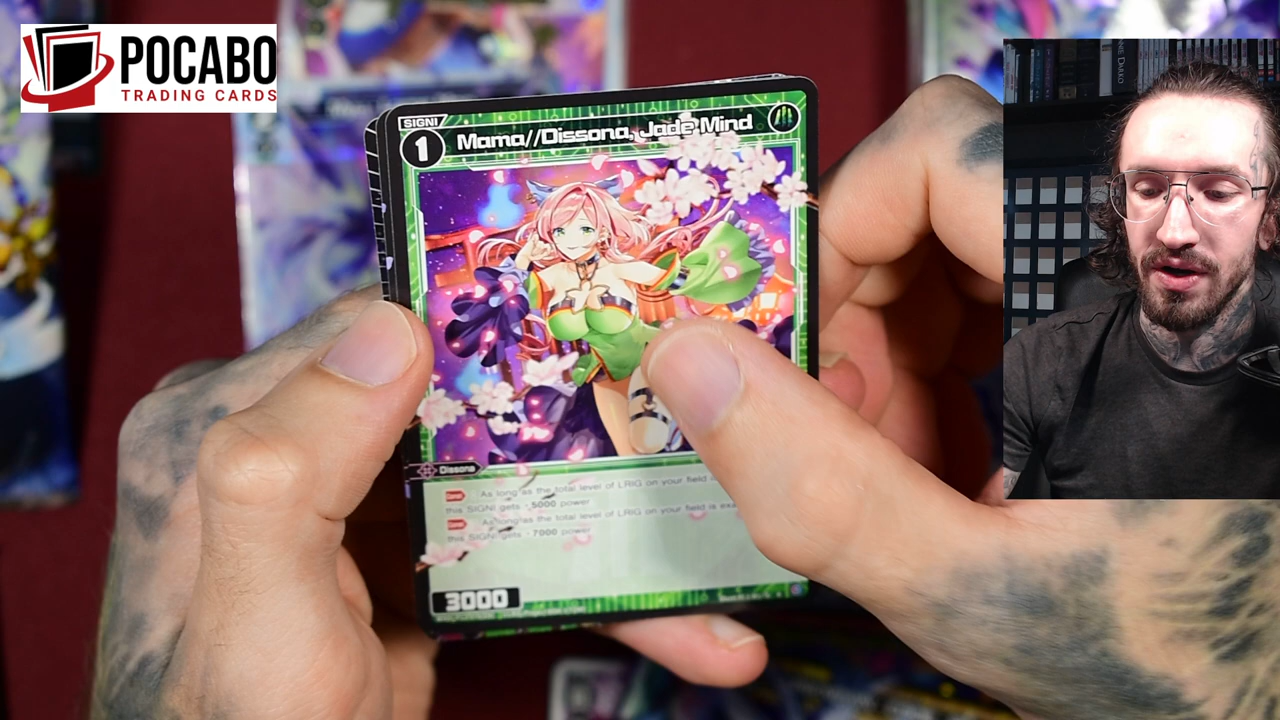 POCABO
TRADING CARDS
SIGNI
1
Mama//Dissona, Jade Mind
Dissona
As long as the total level of LRIG on your field
this SIGNI gets +5000 power
As long as the total level of LRIG on your field is
this SIGNI gets +7000 power
3000